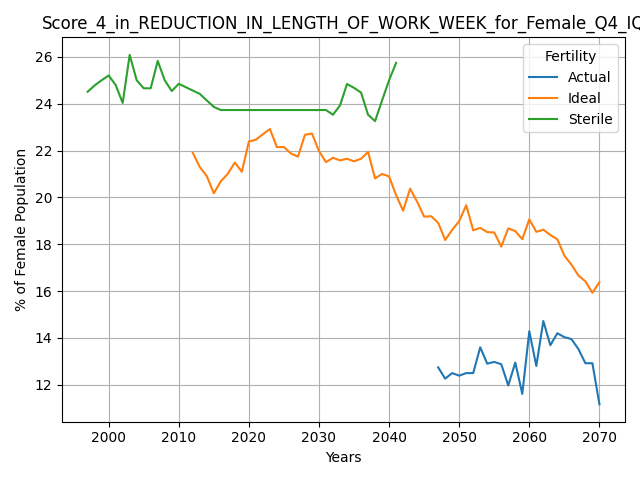 Score_4_in_REDUCTION_IN_LENGTH_OF_WORK_WEEK_for_Female_Q4_IQ
Fertility
Actual
Ideal
Sterile
% of Female Population
26
24
22
20
18
16
14
12
2000 2010 2020 2030 2040 2050 2060 2070
Years